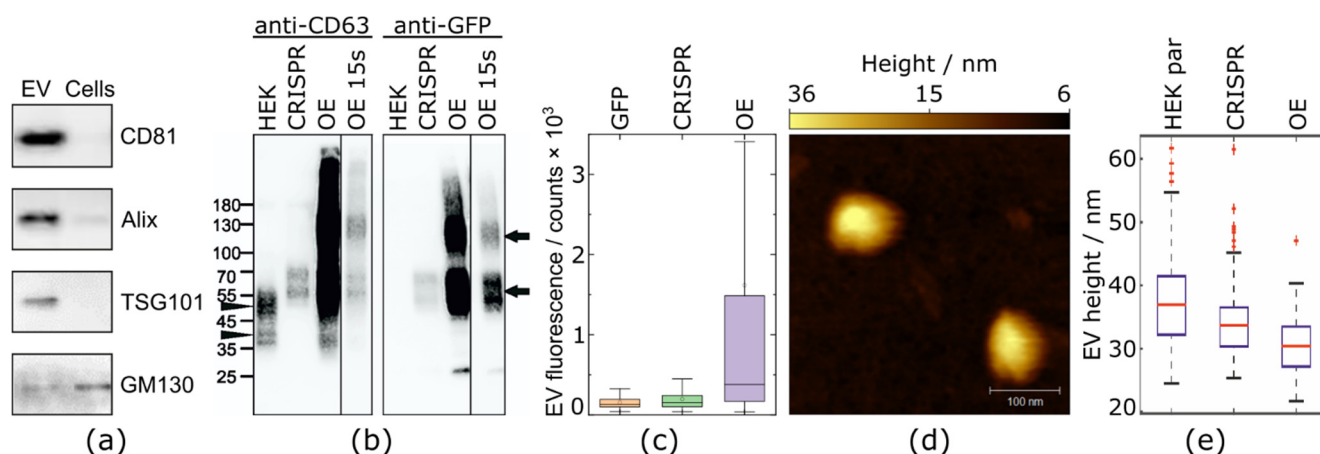 EV Cells
CD81
Alix
TSG101
GM130
(a)
anti-CD63 anti-GFP
HEK
CRISPR
OE
OE 15s
HEK
CRISPR
OE
OE 15s
180
130
100
70
55
45
35
25
(b)
GFP
CRISPR
OE
EV fluorescence / counts × 10³
3
2
1
0
(c)
Height / nm
36 15 6
100 nm
(d)
HEK par
CRISPR
OE
EV height / nm
60
50
40
30
20
(e)